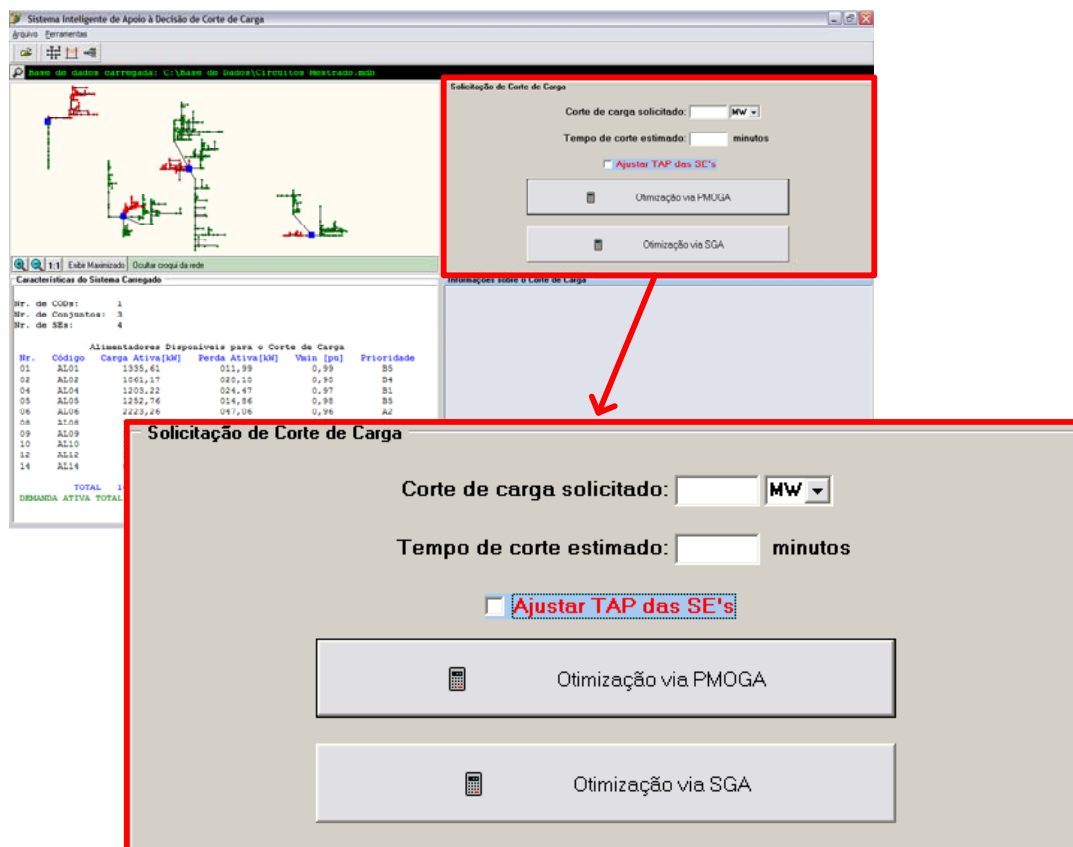 Sistema Inteligente de Apoio à Decisão de Corte de Carga
Arquivo Ferramentas
Base de dados carregada: C:\Base de Dados\Circuitos Mestrado.mdb
Solicitação de Corte de Carga
Corte de carga solicitado: MW
Tempo de corte estimado: minutos
Ajustar TAP das SE's
Otimização via PMOGA
Otimização via SGA
1:1 Exibir Maximizado Ocultar croqui da rede
Características do Sistema Carregado
Informações sobre o Corte de Carga
Nr. de CODs: 1
Nr. de Conjuntos: 3
Nr. de SEs: 4
Alimentadores Disponíveis para o Corte de Carga
Nr. Código Carga Ativa[kW] Perda Ativa[kW] Vmin [pu] Prioridade
01 AL01 1335,61 011,99 0,99 B5
02 AL02 1061,17 020,10 0,98 D4
04 AL04 1203,22 024,47 0,97 B1
05 AL05 1252,76 014,86 0,98 B5
06 AL06 2223,26 047,06 0,96 A2
08 AL08
09 AL09
10 AL10
12 AL12
14 AL14
TOTAL
DEMANDA ATIVA TOTAL
Solicitação de Corte de Carga
Corte de carga solicitado: MW
Tempo de corte estimado: minutos
Ajustar TAP das SE's
Otimização via PMOGA
Otimização via SGA